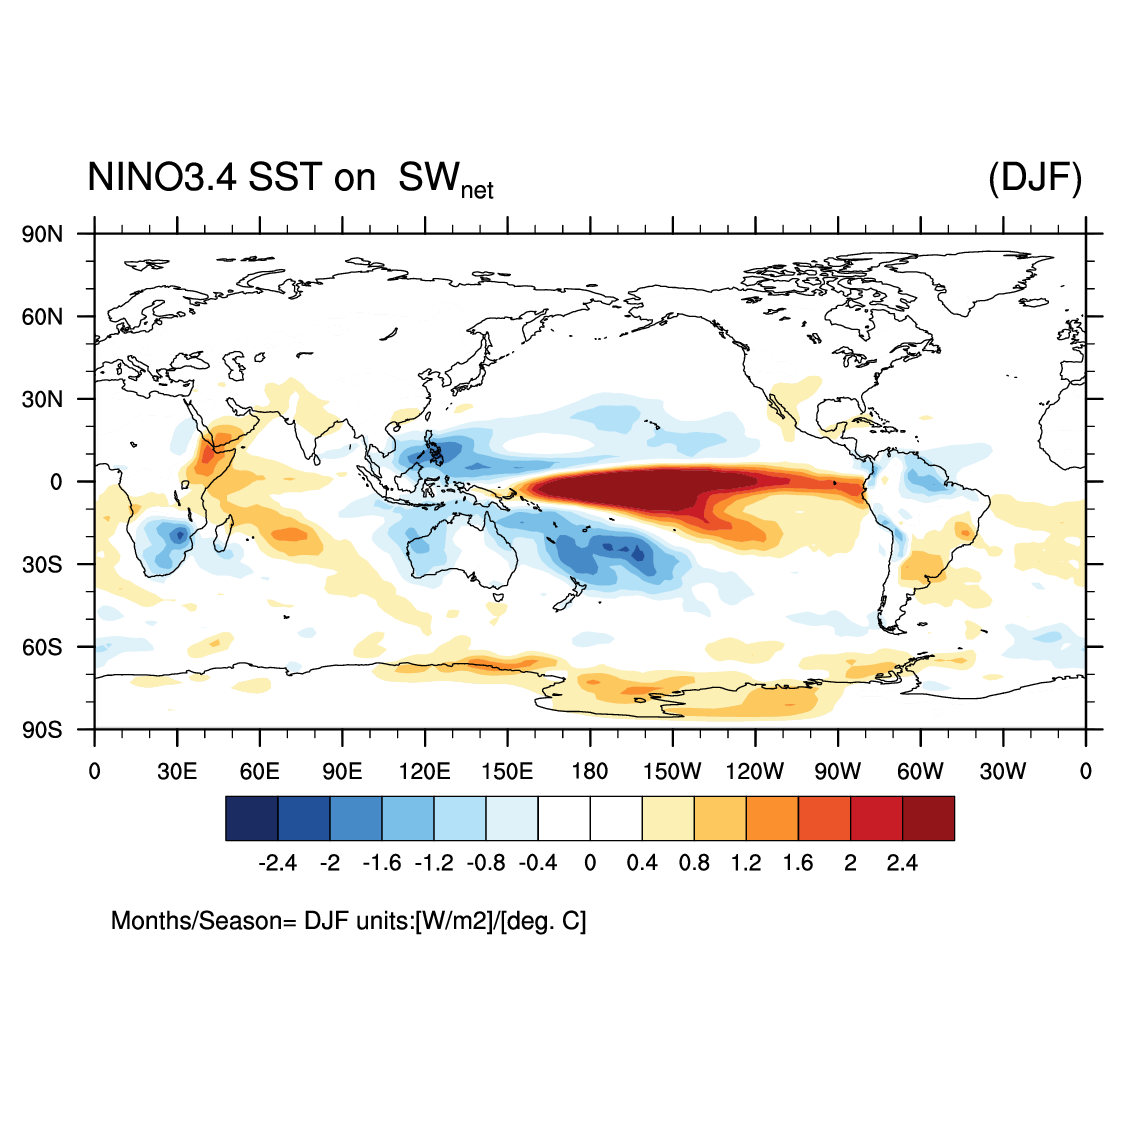 NINO3.4 SST on SWnet (DJF)
90N
60N
30N
0
30S
60S
90S
0 30E 60E 90E 120E 150E 180 150W 120W 90W 60W 30W 0
-2.4 -2 -1.6 -1.2 -0.8 -0.4 0 0.4 0.8 1.2 1.6 2 2.4
Months/Season= DJF units:[W/m2]/[deg. C]